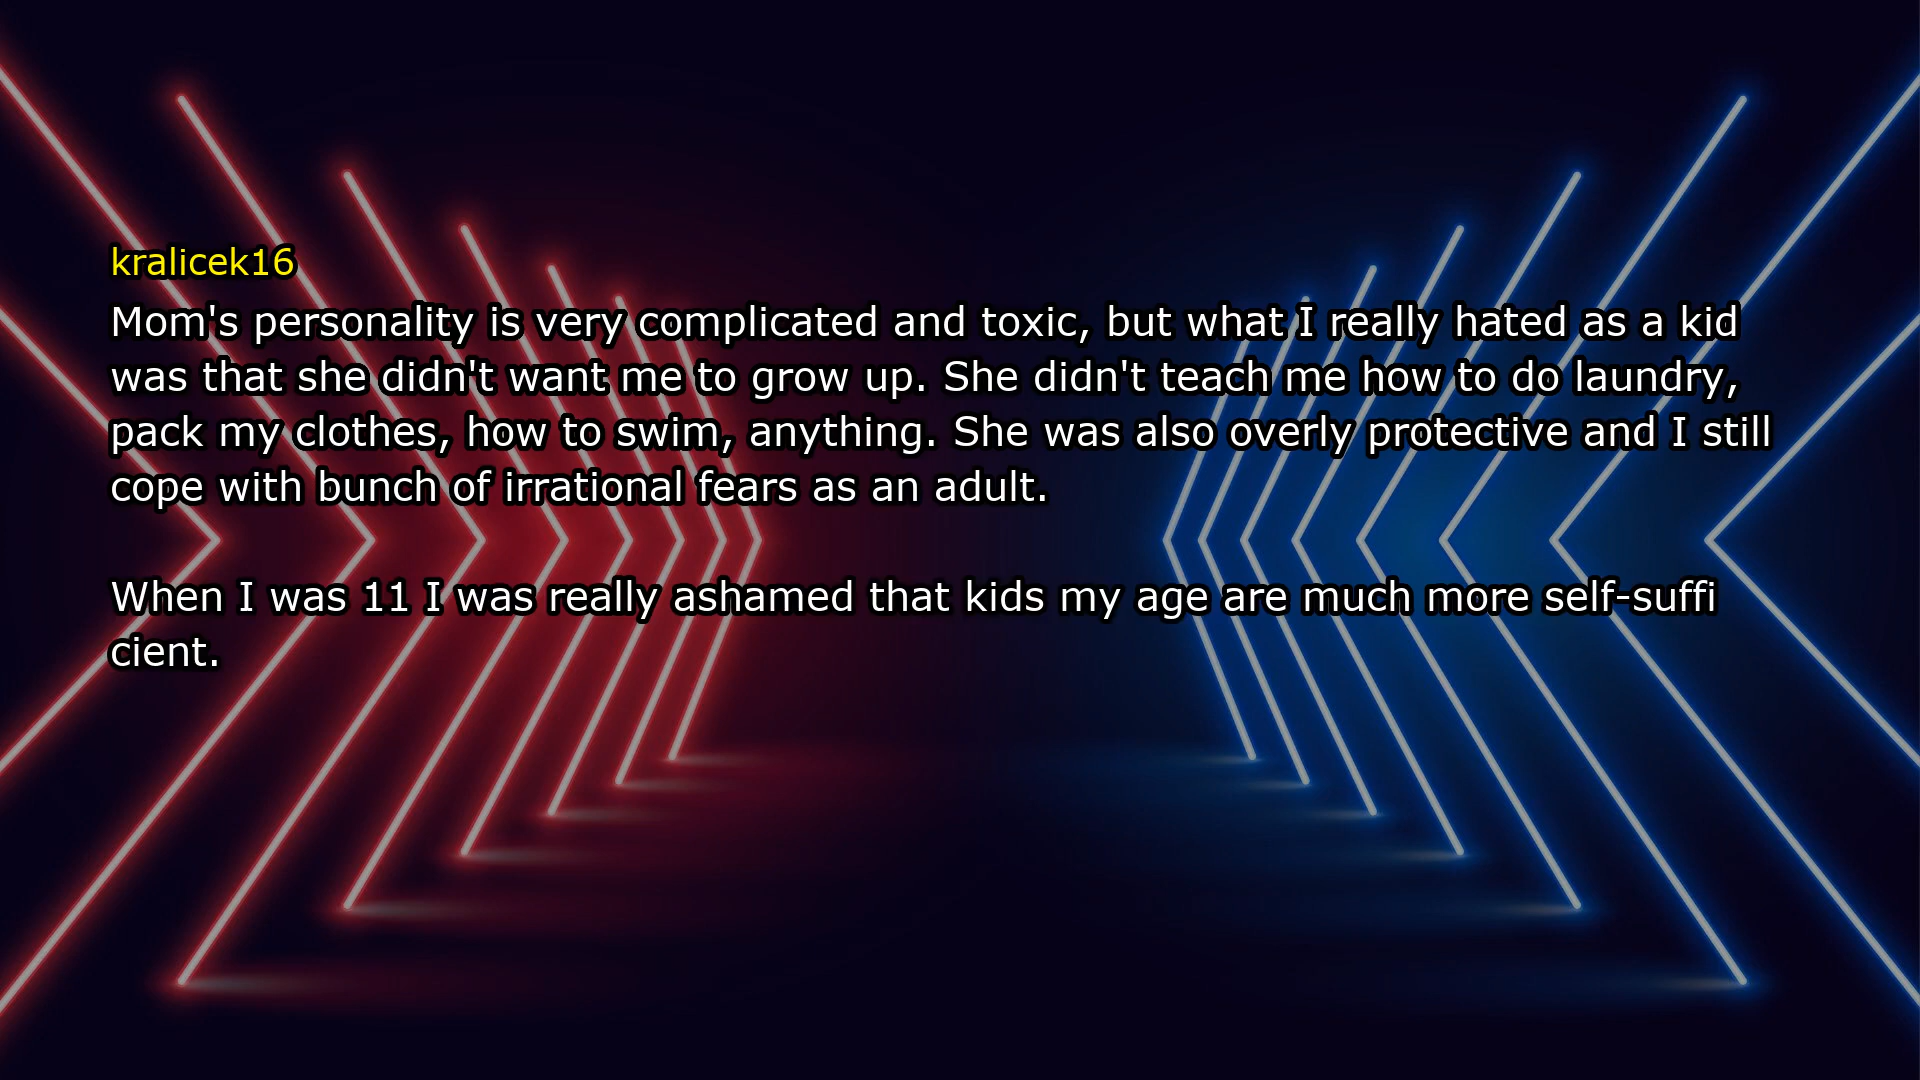 kralicek16
Mom's personality is very complicated and toxic, but what I really hated as a kid
was that she didn't want me to grow up. She didn't teach me how to do laundry,
pack my clothes, how to swim, anything. She was also overly protective and I still
cope with bunch of irrational fears as an adult.
When I was 11 I was really ashamed that kids my age are much more self-suffi
cient.